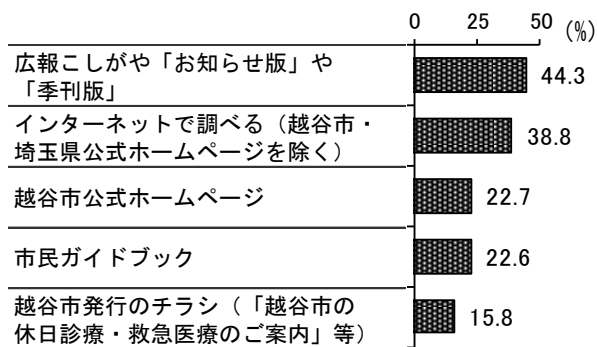 0 25 50 (%)
広報こしがや「お知らせ版」や
「季刊版」
44.3
インターネットで調べる（越谷市・
埼玉県公式ホームページを除く）
38.8
越谷市公式ホームページ
22.7
市民ガイドブック
22.6
越谷市発行のチラシ（「越谷市の
休日診療・救急医療のご案内」等）
15.8